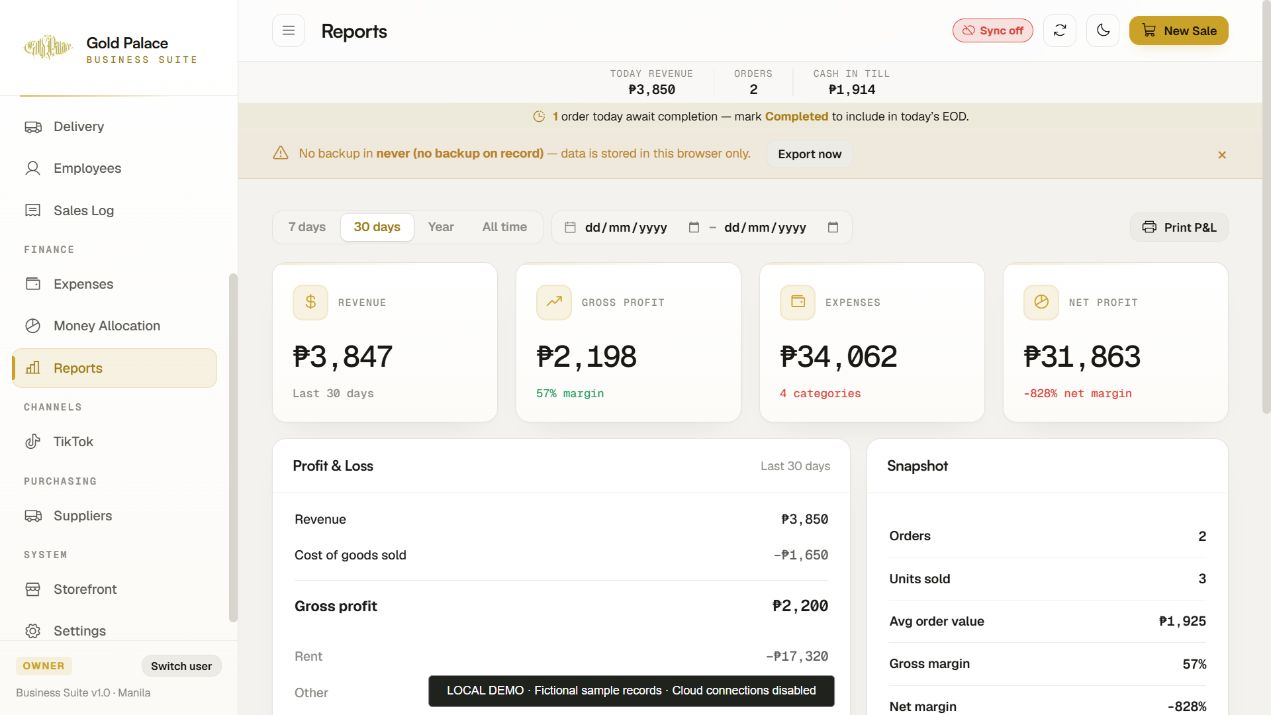 Gold Palace
BUSINESS SUITE
Delivery
Employees
Sales Log
FINANCE
Expenses
Money Allocation
Reports
CHANNELS
TikTok
PURCHASING
Suppliers
SYSTEM
Storefront
Settings
OWNER
Switch user
Business Suite v1.0 · Manila
Reports
Sync off
New Sale
TODAY REVENUE
₱3,850
ORDERS
2
CASH IN TILL
₱1,914
1 order today await completion — mark Completed to include in today's EOD.
No backup in never (no backup on record) — data is stored in this browser only.
Export now
×
7 days
30 days
Year
All time
dd/mm/yyyy – dd/mm/yyyy
Print P&L
REVENUE
₱3,847
Last 30 days
GROSS PROFIT
₱2,198
57% margin
EXPENSES
₱34,062
4 categories
NET PROFIT
₱31,863
-828% net margin
Profit & Loss
Last 30 days
Revenue ₱3,850
Cost of goods sold −₱1,650
Gross profit ₱2,200
Rent −₱17,320
Other
Snapshot
Orders 2
Units sold 3
Avg order value ₱1,925
Gross margin 57%
Net margin -828%
LOCAL DEMO · Fictional sample records · Cloud connections disabled